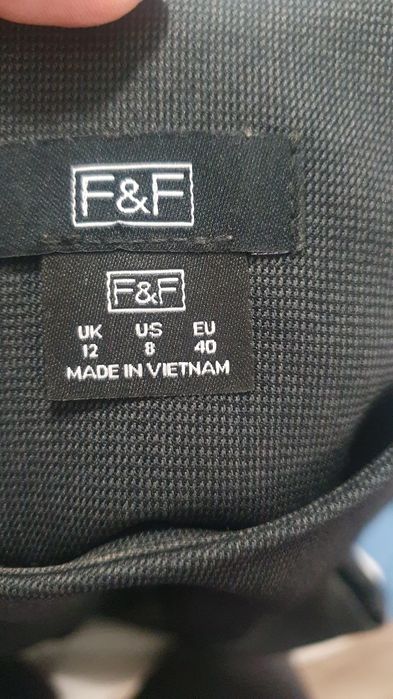 F&F
F&F
UK US EU
12 8 40
MADE IN VIETNAM